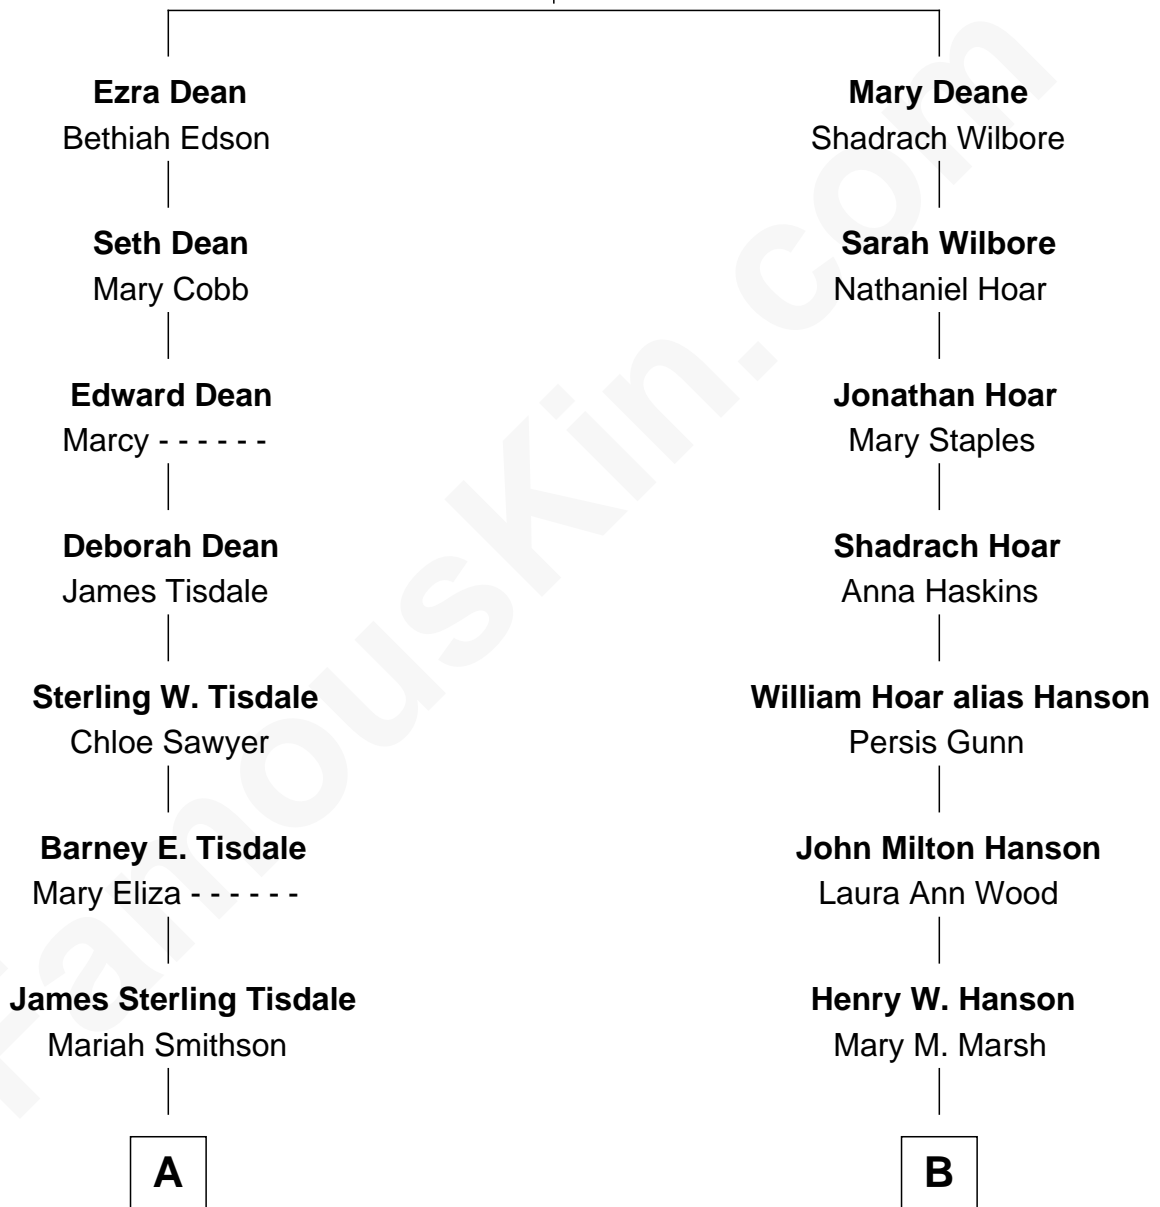 Ezra Dean
Bethiah Edson
Seth Dean
Mary Cobb
Edward Dean
Marcy - - - - - -
Deborah Dean
James Tisdale
Sterling W. Tisdale
Chloe Sawyer
Barney E. Tisdale
Mary Eliza - - - - - -
James Sterling Tisdale
Mariah Smithson
A
Mary Deane
Shadrach Wilbore
Sarah Wilbore
Nathaniel Hoar
Jonathan Hoar
Mary Staples
Shadrach Hoar
Anna Haskins
William Hoar alias Hanson
Persis Gunn
John Milton Hanson
Laura Ann Wood
Henry W. Hanson
Mary M. Marsh
B
FamousKin.com